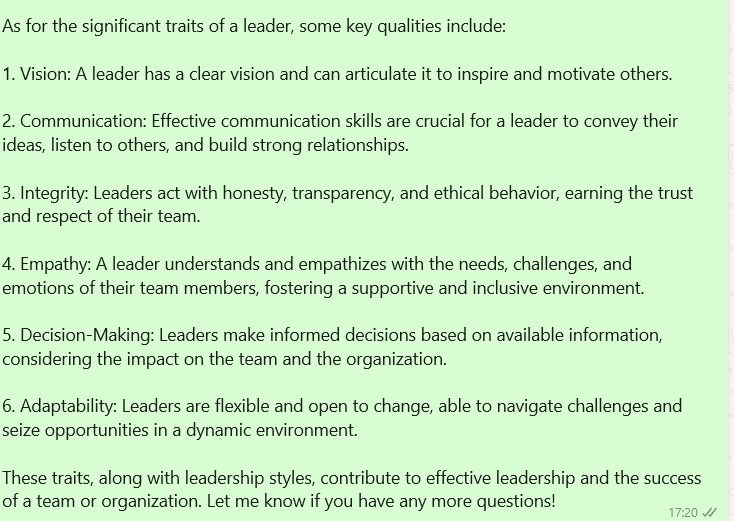 As for the significant traits of a leader, some key qualities include:
1. Vision: A leader has a clear vision and can articulate it to inspire and motivate others.
2. Communication: Effective communication skills are crucial for a leader to convey their
ideas, listen to others, and build strong relationships.
3. Integrity: Leaders act with honesty, transparency, and ethical behavior, earning the trust
and respect of their team.
4. Empathy: A leader understands and empathizes with the needs, challenges, and
emotions of their team members, fostering a supportive and inclusive environment.
5. Decision-Making: Leaders make informed decisions based on available information,
considering the impact on the team and the organization.
6. Adaptability: Leaders are flexible and open to change, able to navigate challenges and
seize opportunities in a dynamic environment.
These traits, along with leadership styles, contribute to effective leadership and the success
of a team or organization. Let me know if you have any more questions!
17:20